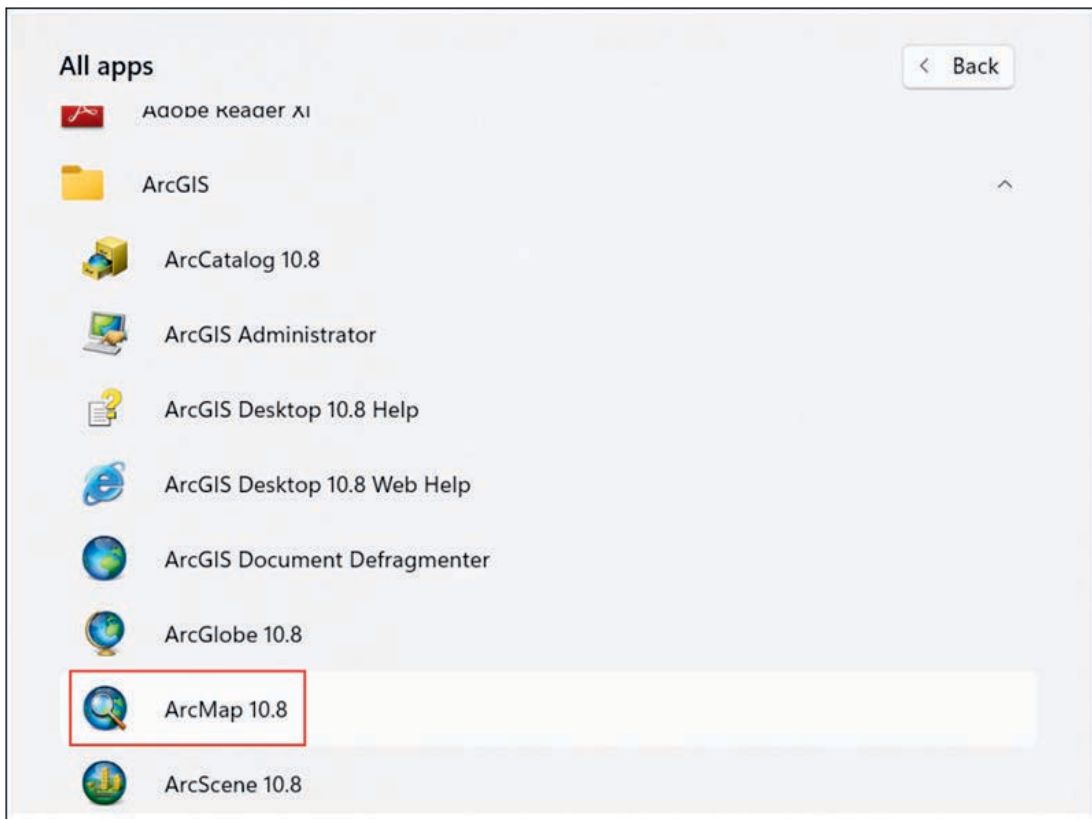 All apps
Back
Adobe Reader XI
ArcGIS
ArcCatalog 10.8
ArcGIS Administrator
ArcGIS Desktop 10.8 Help
ArcGIS Desktop 10.8 Web Help
ArcGIS Document Defragmenter
ArcGlobe 10.8
ArcMap 10.8
ArcScene 10.8